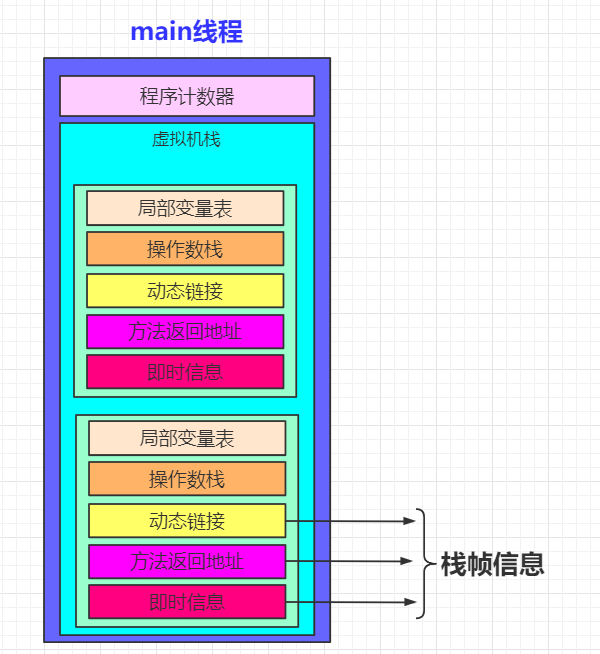 main线程
程序计数器
虚拟机栈
局部变量表
操作数栈
动态链接
方法返回地址
即时信息
局部变量表
操作数栈
动态链接
方法返回地址
即时信息
栈帧信息